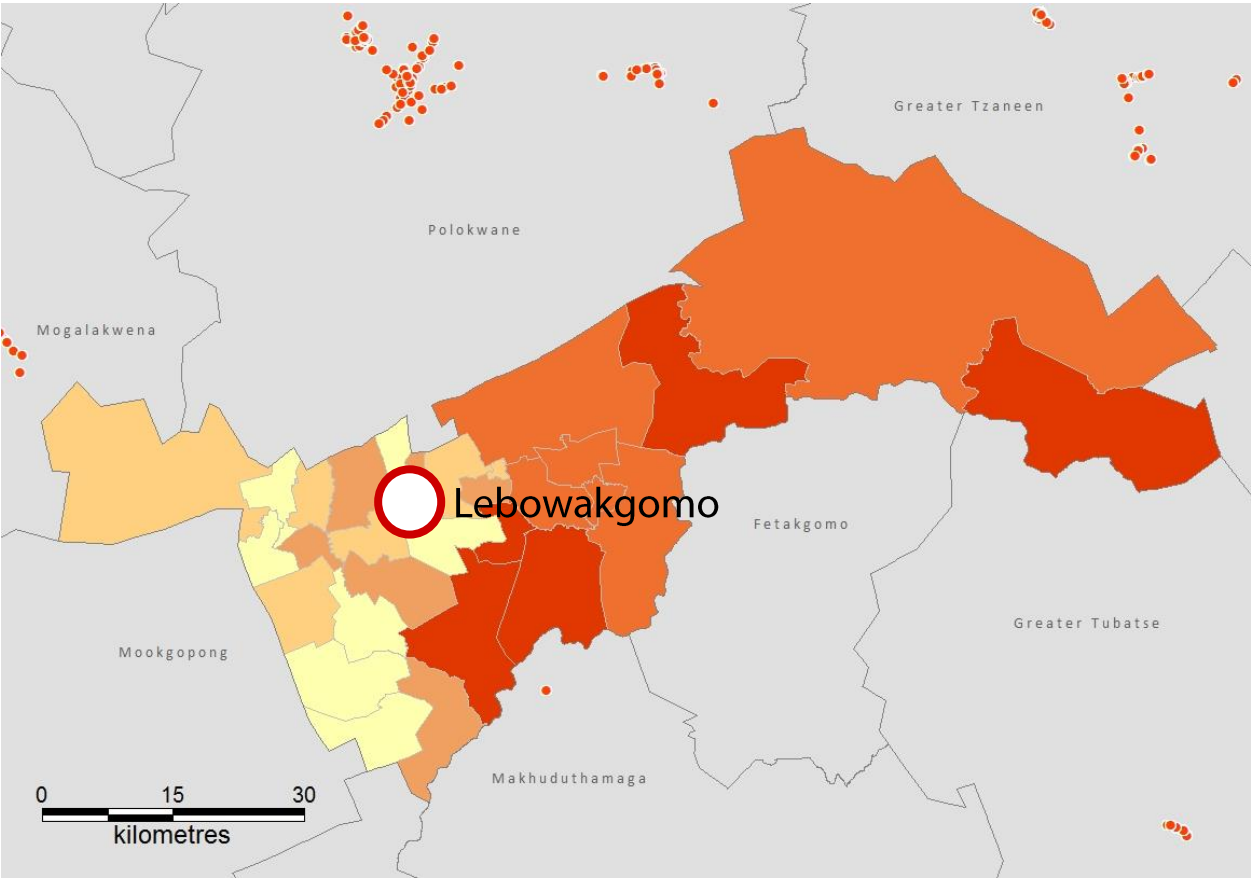 Greater Tzaneen
Polokwane
Mogalakwena
Lebowakgomo
Fetakgomo
Greater Tubatse
Mookgopong
Makhuduthamaga
0 15 30
kilometres